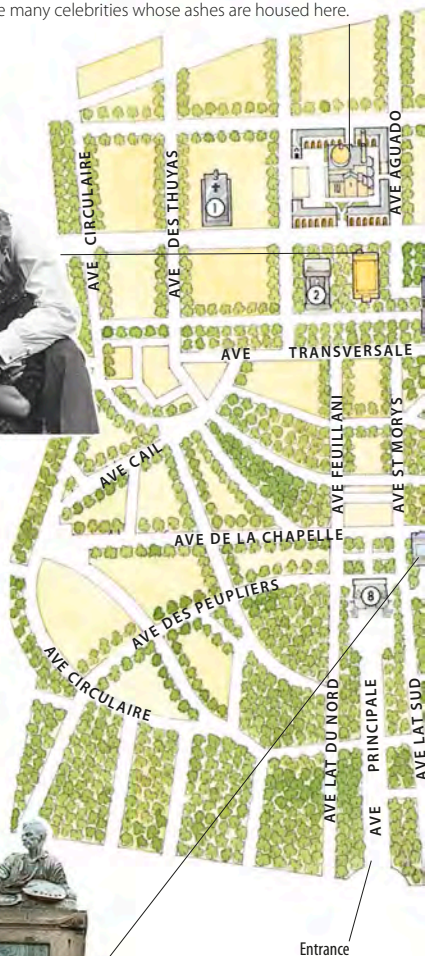 e many celebrities whose ashes are housed here.
AVE CIRCULAIRE
AVE DES THUYAS
AVE AGUADO
1
2
AVE TRANSVERSALE
AVE CAIL
AVE FEUILLANT
AVE ST MORYS
AVE DE LA CHAPELLE
AVE DES PEUPLIERS
8
AVE CIRCULAIRE
AVE LAT DU NORD
AVE PRINCIPALE
AVE LAT SUD
Entrance